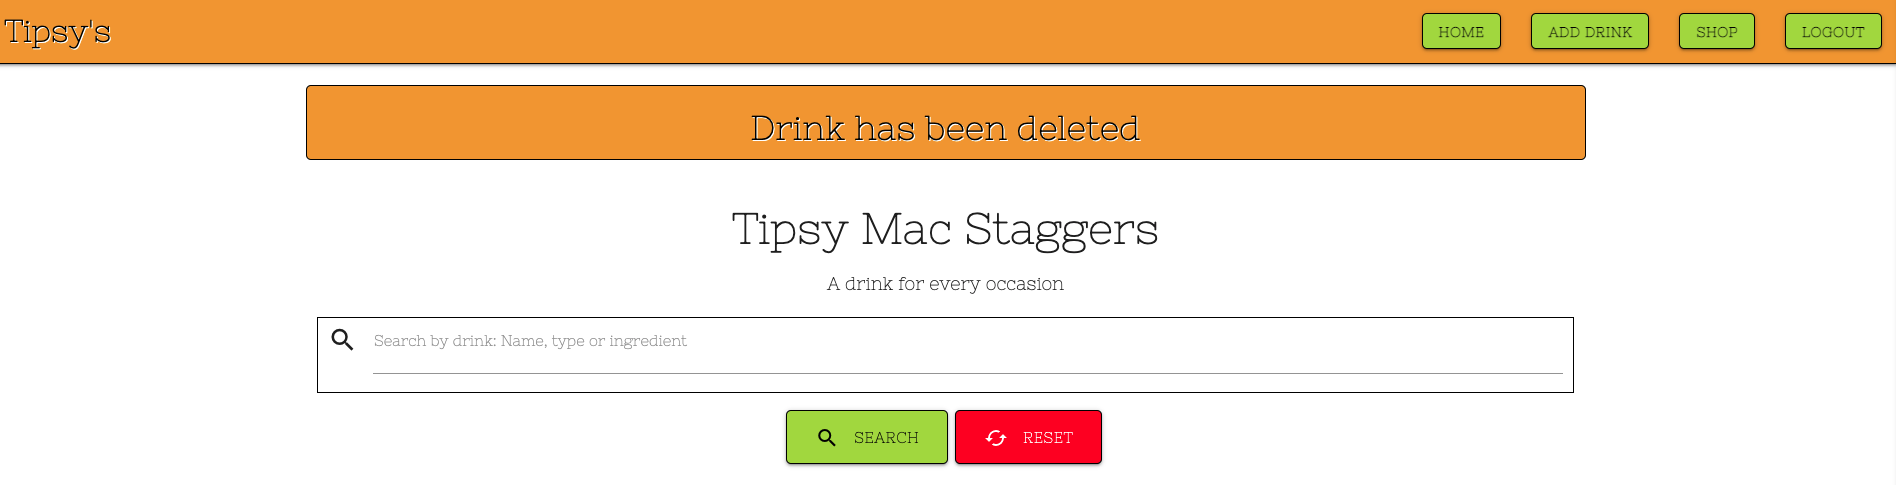 Tipsy's
HOME
ADD DRINK
SHOP
LOGOUT
Drink has been deleted
Tipsy Mac Staggers
A drink for every occasion
Search by drink: Name, type or ingredient
SEARCH
RESET